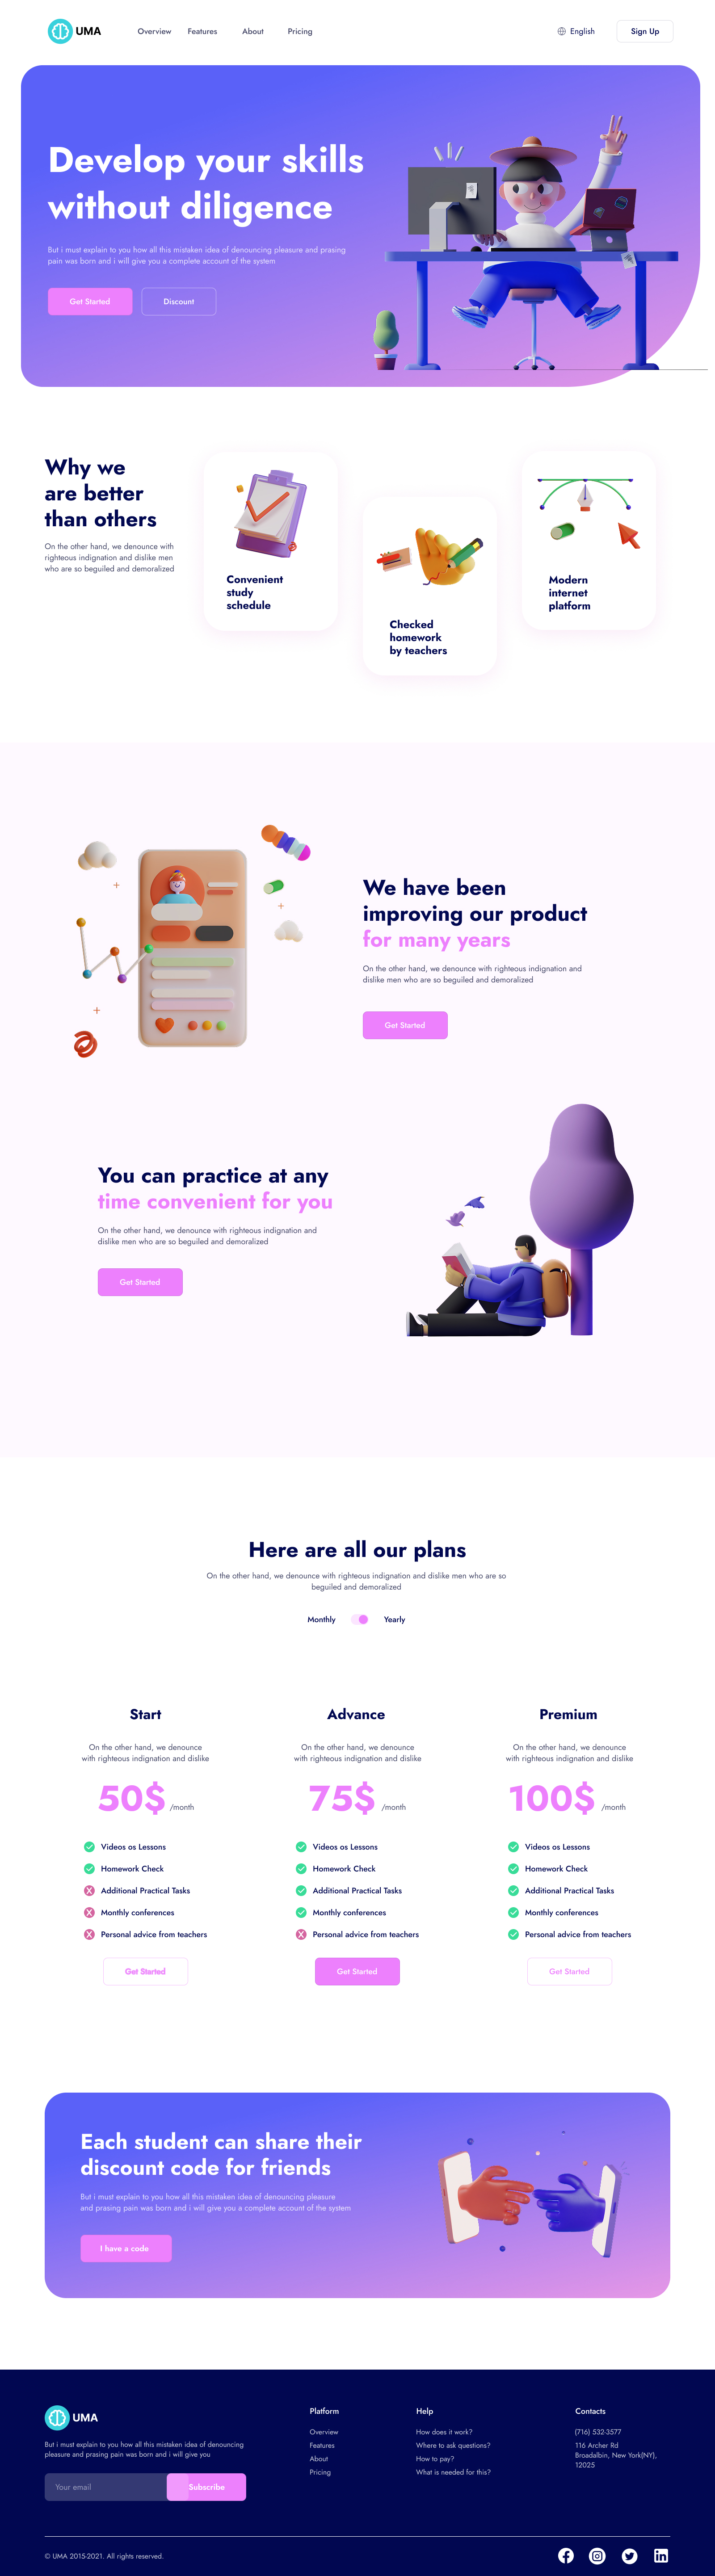 UMA
Overview
Features
About
Pricing
English
Sign Up
Develop your skills
without diligence
But i must explain to you how all this mistaken idea of denouncing pleasure and prasing
pain was born and i will give you a complete account of the system
Get Started
Discount
Why we
are better
than others
On the other hand, we denounce with
righteous indignation and dislike men
who are so beguiled and demoralized
Convenient
study
schedule
Checked
homework
by teachers
Modern
internet
platform
We have been
improving our product
for many years
On the other hand, we denounce with righteous indignation and
dislike men who are so beguiled and demoralized
Get Started
You can practice at any
time convenient for you
On the other hand, we denounce with righteous indignation and
dislike men who are so beguiled and demoralized
Get Started
Here are all our plans
On the other hand, we denounce with righteous indignation and dislike men who are so
beguiled and demoralized
Monthly
Yearly
Start
On the other hand, we denounce
with righteous indignation and dislike
50$ /month
Videos os Lessons
Homework Check
Additional Practical Tasks
Monthly conferences
Personal advice from teachers
Get Started
Advance
On the other hand, we denounce
with righteous indignation and dislike
75$ /month
Videos os Lessons
Homework Check
Additional Practical Tasks
Monthly conferences
Personal advice from teachers
Get Started
Premium
On the other hand, we denounce
with righteous indignation and dislike
100$ /month
Videos os Lessons
Homework Check
Additional Practical Tasks
Monthly conferences
Personal advice from teachers
Get Started
Each student can share their
discount code for friends
But i must explain to you how all this mistaken idea of denouncing pleasure
and prasing pain was born and i will give you a complete account of the system
I have a code
UMA
But i must explain to you how all this mistaken idea of denouncing
pleasure and prasing pain was born and i will give you
Your email
Subscribe
Platform
Overview
Features
About
Pricing
Help
How does it work?
Where to ask questions?
How to pay?
What is needed for this?
Contacts
(716) 532-3577
116 Archer Rd
Broadalbin, New York(NY),
12025
© UMA 2015-2021. All rights reserved.